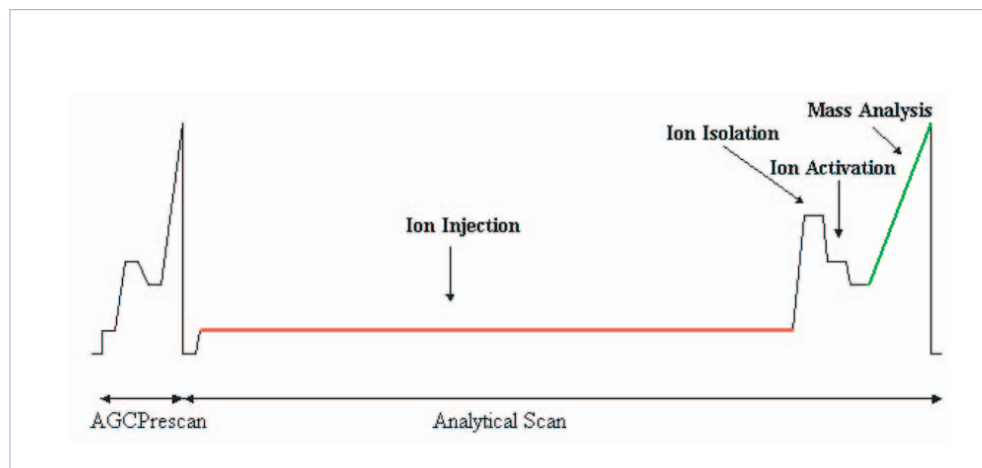 Mass Analysis
Ion Isolation
Ion Activation
Ion Injection
AGCPrescan
Analytical Scan